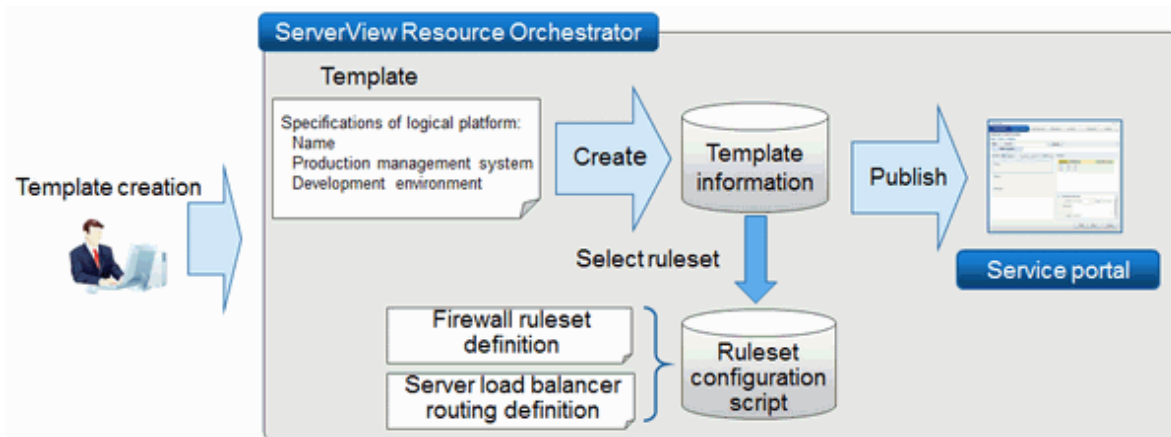 ServerView Resource Orchestrator
Template
Specifications of logical platform:
Name
Production management system
Development environment
Template creation
Create
Template
information
Publish
Service portal
Select ruleset
Firewall ruleset
definition
Server load balancer
routing definition
Ruleset
configuration
script